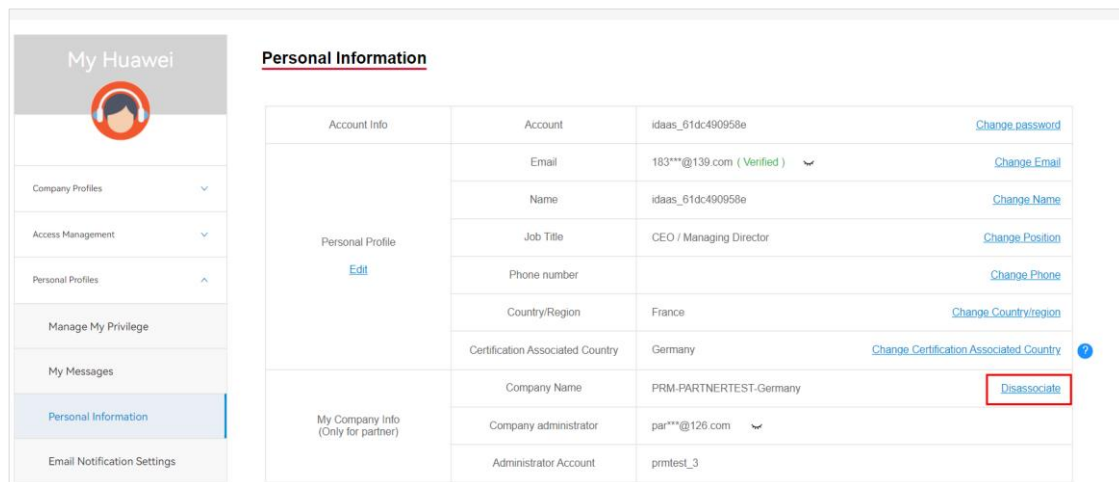 My Huawei
Company Profiles
Access Management
Personal Profiles
Manage My Privilege
My Messages
Personal Information
Email Notification Settings
Personal Information
Account Info
Account
idaas_61dc490958e
Change password
Personal Profile
Edit
Email
183***@139.com ( Verified )
Change Email
Name
idaas_61dc490958e
Change Name
Job Title
CEO / Managing Director
Change Position
Phone number
Change Phone
Country/Region
France
Change Country/region
Certification Associated Country
Germany
Change Certification Associated Country
?
My Company Info
(Only for partner)
Company Name
PRM-PARTNERTEST-Germany
Disassociate
Company administrator
par***@126.com
Administrator Account
prmtest_3